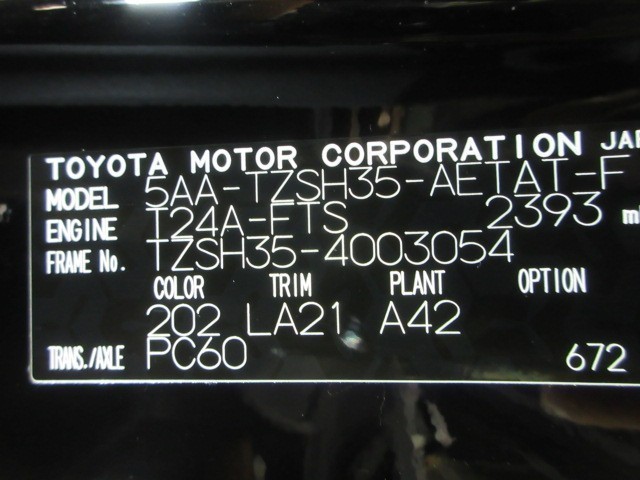 TOYOTA MOTOR CORPORATION JAP
MODEL 5AA-TZSH35-AETAT-F
ENGINE T24A-FTS 2393 m
FRAME No. TZSH35-4003054
COLOR TRIM PLANT OPTION
202 LA21 A42
TRANS./AXLE PC60 672